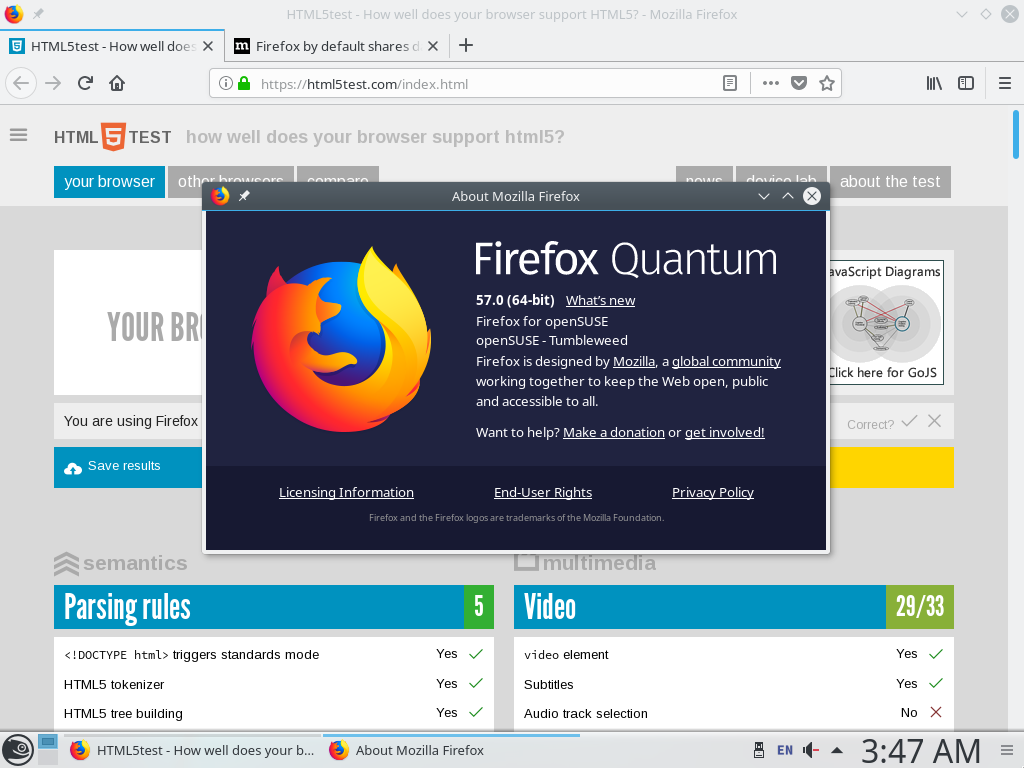 HTML5test - How well does your browser support HTML5? - Mozilla Firefox
HTML5test - How well does
Firefox by default shares d
https://html5test.com/index.html
HTML 5 TEST how well does your browser support html5?
your browser other browsers compare news device lab about the test
About Mozilla Firefox
Firefox Quantum
57.0 (64-bit) What's new
Firefox for openSUSE
openSUSE - Tumbleweed
Firefox is designed by Mozilla, a global community
working together to keep the Web open, public
and accessible to all.
Want to help? Make a donation or get involved!
Licensing Information End-User Rights Privacy Policy
Firefox and the Firefox logos are trademarks of the Mozilla Foundation.
YOUR BRO
JavaScript Diagrams
Click here for GoJS
You are using Firefox
Correct?
Save results
semantics
Parsing rules 5
<!DOCTYPE html> triggers standards mode Yes
HTML5 tokenizer Yes
HTML5 tree building Yes
multimedia
Video 29/33
video element Yes
Subtitles Yes
Audio track selection No
HTML5test - How well does your b...
About Mozilla Firefox
EN
3:47 AM